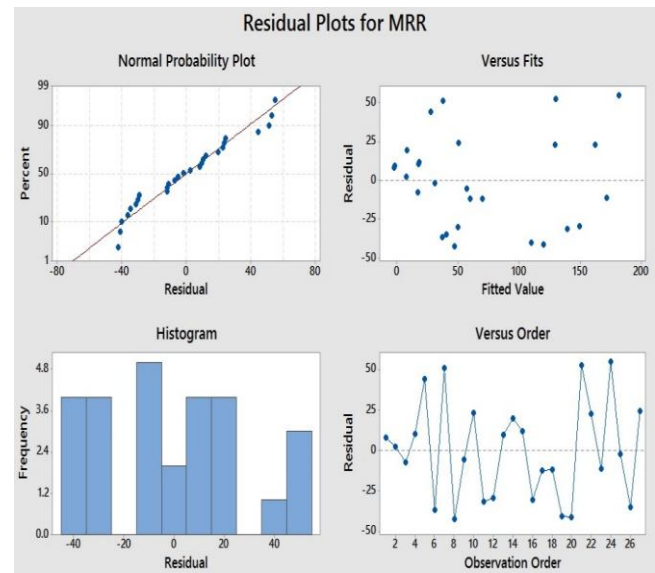 Residual Plots for MRR
Normal Probability Plot
99
90
50
10
1
-80 -40 0 40 80
Percent
Residual
Versus Fits
50
25
0
-25
-50
0 50 100 150 200
Residual
Fitted Value
Histogram
4.8
3.6
2.4
1.2
0.0
-40 -20 0 20 40
Frequency
Residual
Versus Order
50
25
0
-25
-50
2 4 6 8 10 12 14 16 18 20 22 24 26
Residual
Observation Order